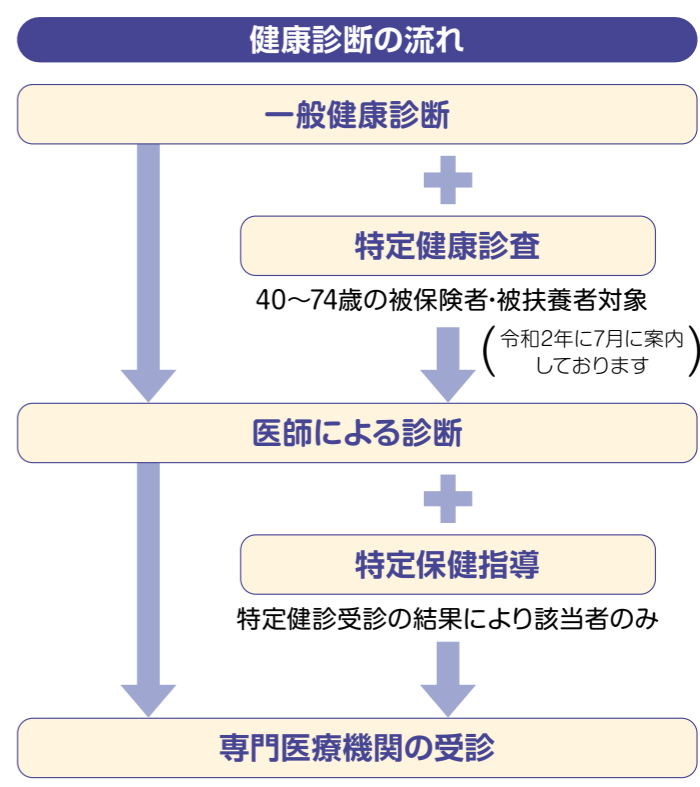 健康診断の流れ
一般健康診断
特定健康診査
40〜74歳の被保険者・被扶養者対象
(令和2年に7月に案内
しております)
医師による診断
特定保健指導
特定健診受診の結果により該当者のみ
専門医療機関の受診